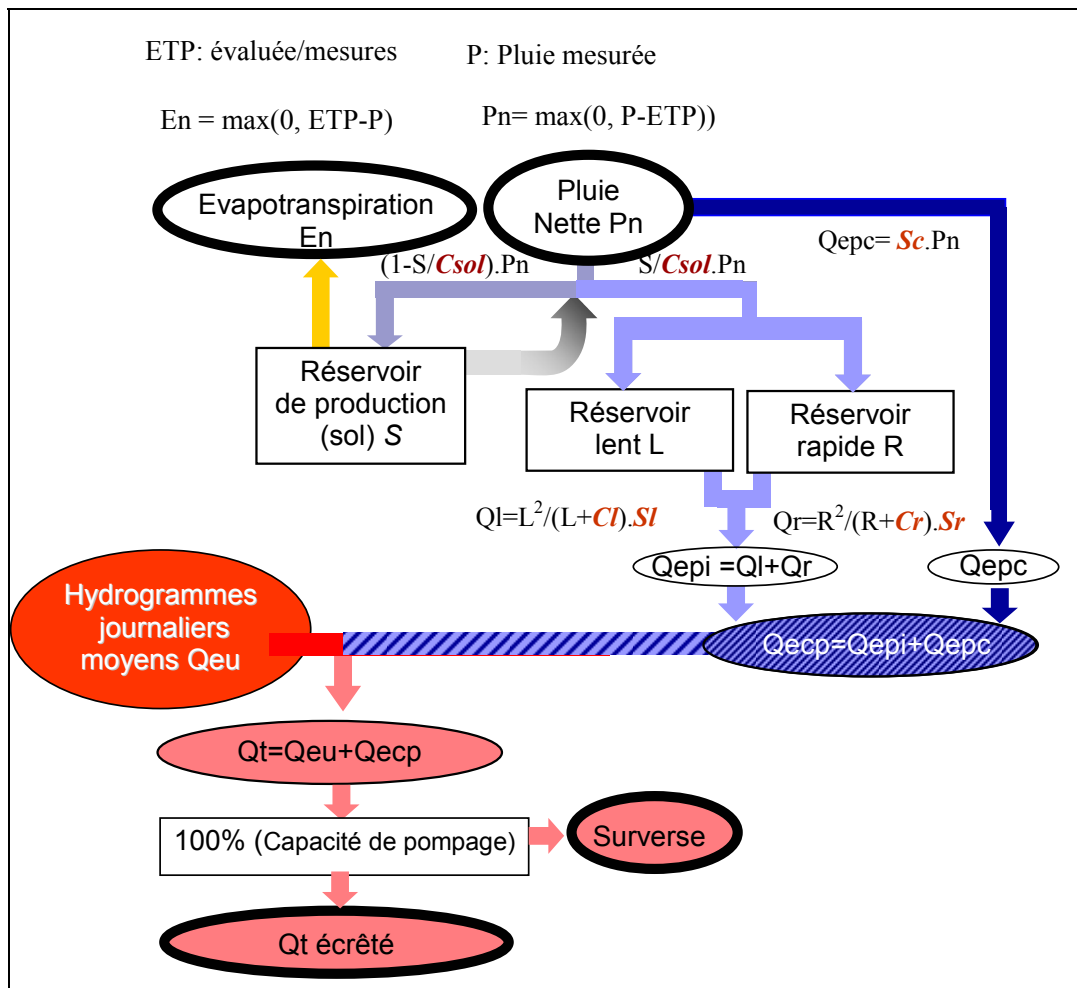 ETP: évaluée/mesures
P: Pluie mesurée
En = max(0, ETP-P)
Pn= max(0, P-ETP))
Evapotranspiration
En
Pluie
Nette Pn
Qepc= Sc.Pn
(1-S/Csol).Pn
S/Csol.Pn
Réservoir
de production
(sol) S
Réservoir
lent L
Réservoir
rapide R
Ql=L²/(L+Cl).Sl
Qr=R²/(R+Cr).Sr
Qepi =Ql+Qr
Qepc
Hydrogrammes
journaliers
moyens Qeu
Qecp=Qepi+Qepc
Qt=Qeu+Qecp
100% (Capacité de pompage)
Surverse
Qt écrêté